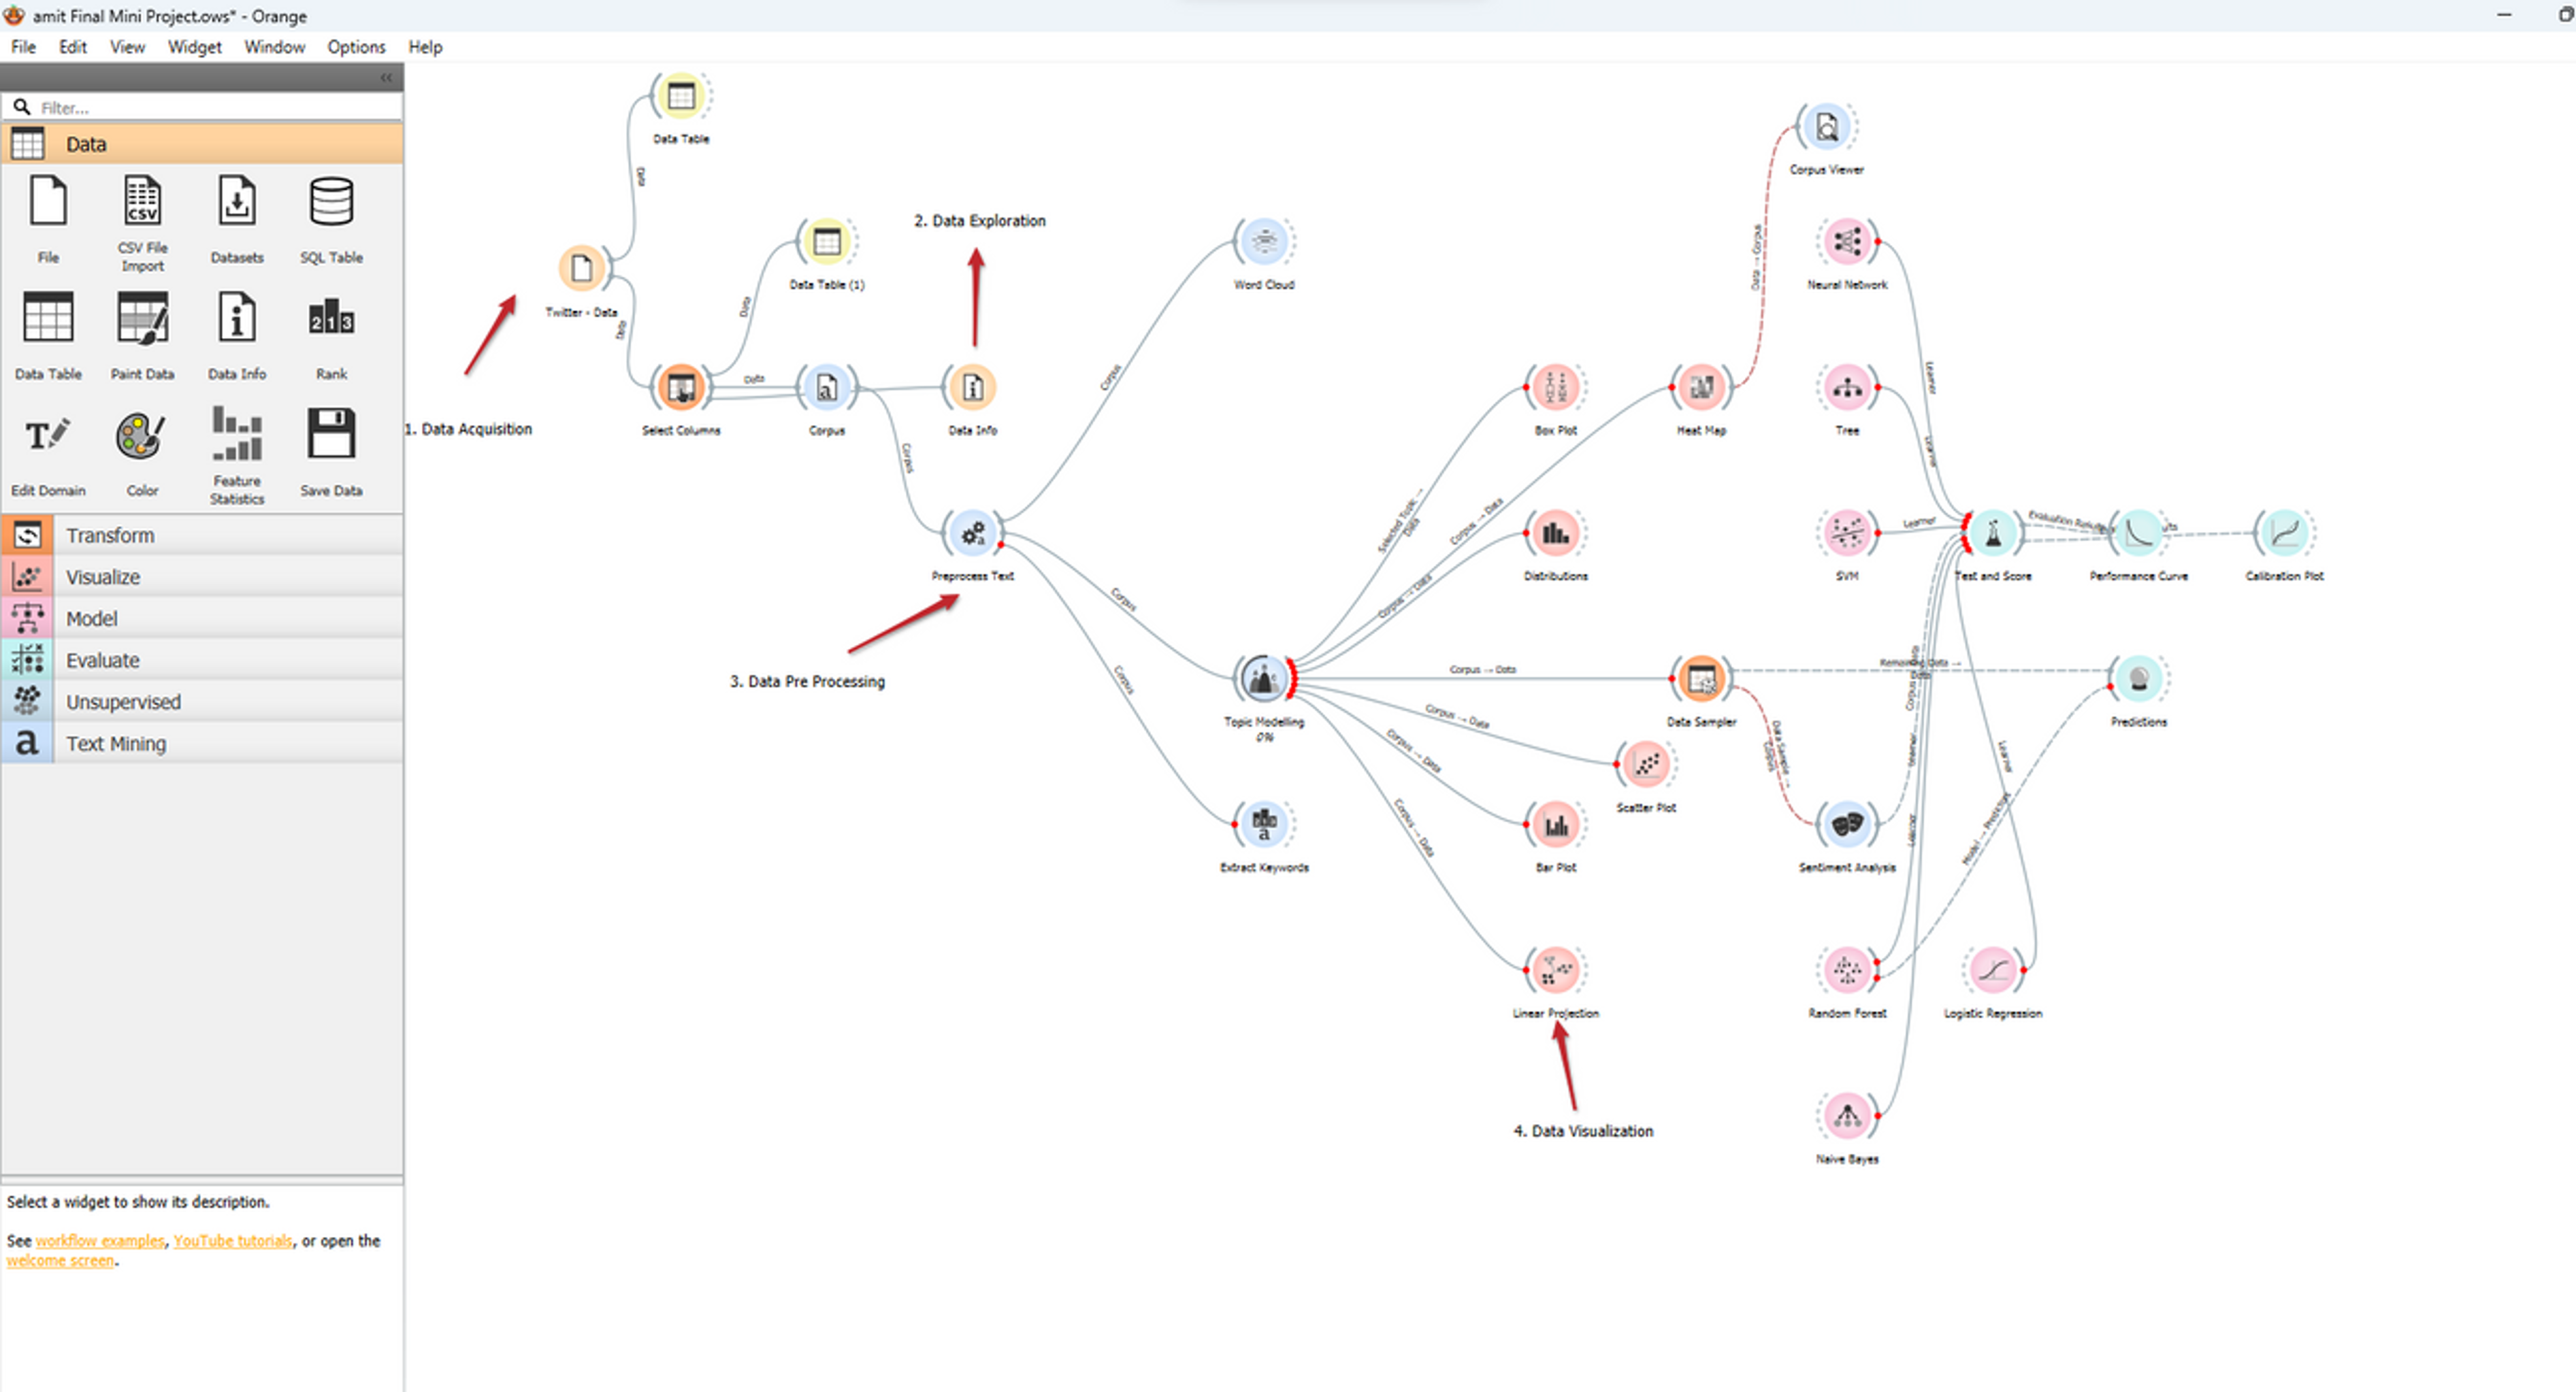 amit Final Mini Project.ows* - Orange
File Edit View Widget Window Options Help
Filter...
Data
File
CSV File
Import
Datasets
SQL Table
Data Table
Paint Data
Data Info
Rank
Edit Domain
Color
Feature
Statistics
Save Data
Transform
Visualize
Model
Evaluate
Unsupervised
Text Mining
Select a widget to show its description.
See workflow examples, YouTube tutorials, or open the
welcome screen.
Data Table
Data
Twitter - Data
Data
1. Data Acquisition
Data Table (1)
Data
2. Data Exploration
Select Columns
Data
Corpus
Data Info
Corpus
Preprocess Text
3. Data Pre Processing
Corpus
Word Cloud
Corpus
Corpus
Topic Modelling
0%
Extract Keywords
Selected Topic →
Data
Corpus → Data
Corpus → Data
Corpus → Data
Corpus → Data
Corpus → Data
Corpus → Data
Box Plot
Heat Map
Distributions
Data Sampler
Scatter Plot
Bar Plot
Linear Projection
4. Data Visualization
Data → Corpus
Corpus Viewer
Neural Network
Learner
Tree
Learner
SVM
Learner
Test and Score
Evaluation Results
Performance Curve
Calibration Plot
Remaining Data →
Predictions
Data Sample →
Corpus
Sentiment Analysis
Corpus → Data
Learner
Learner
Learner
Model → Predictors
Random Forest
Logistic Regression
Naive Bayes